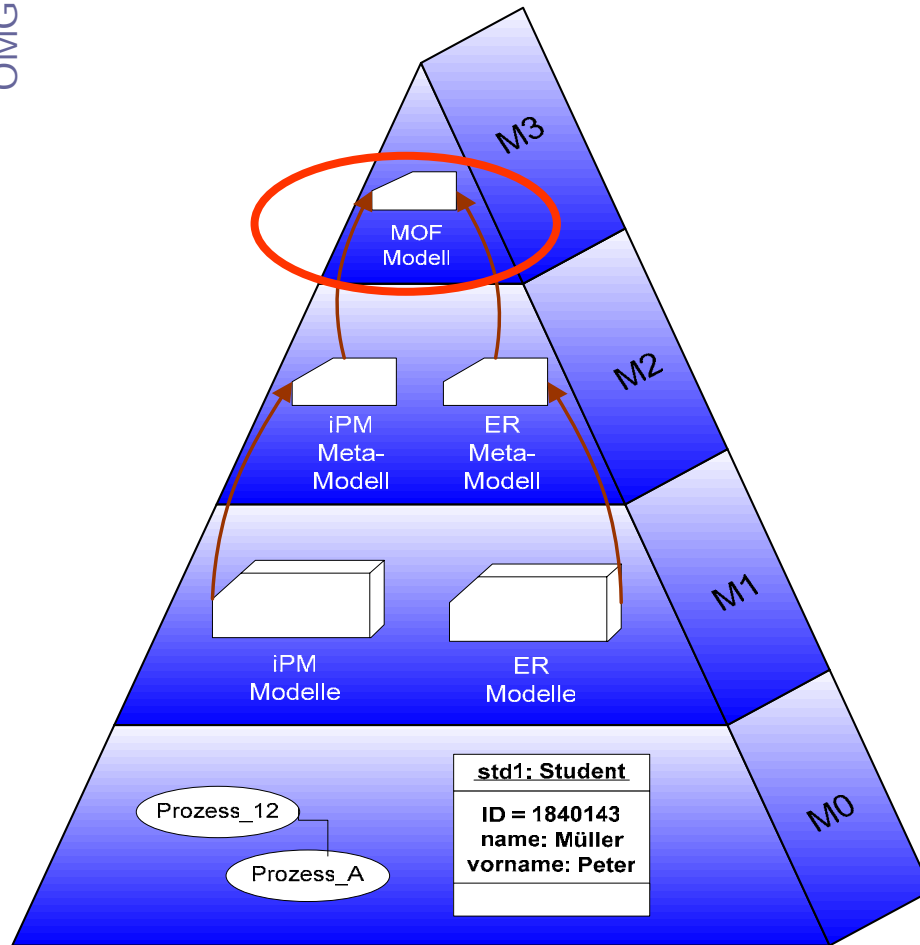 OMG
M3
MOF
Modell
M2
iPM
Meta-
Modell
ER
Meta-
Modell
M1
iPM
Modelle
ER
Modelle
M0
Prozess_12
Prozess_A
std1: Student
ID = 1840143
name: Müller
vorname: Peter